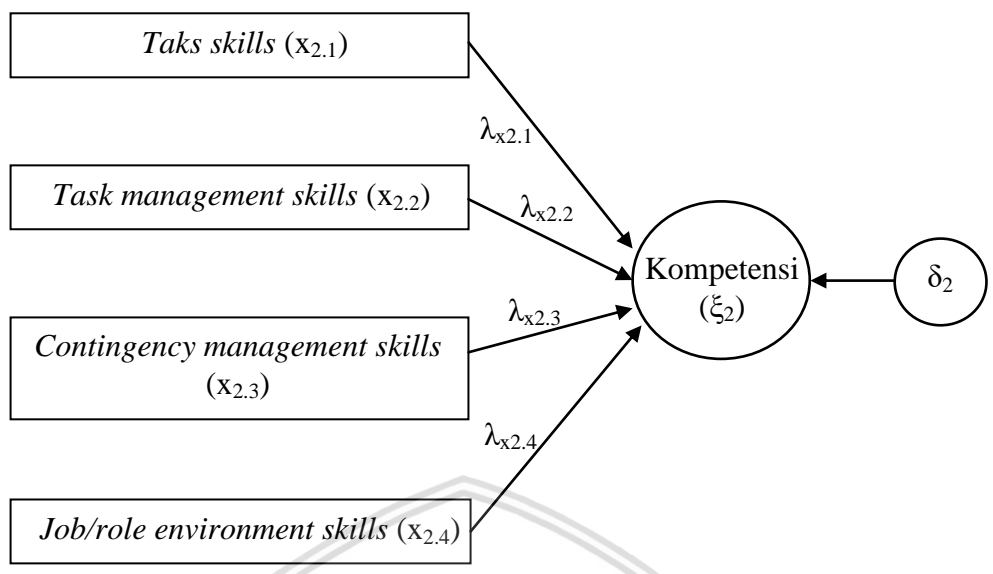 Taks skills (x2.1)
λx2.1
Task management skills (x2.2)
λx2.2
Kompetensi
(ξ2)
δ2
λx2.3
Contingency management skills
(x2.3)
λx2.4
Job/role environment skills (x2.4)